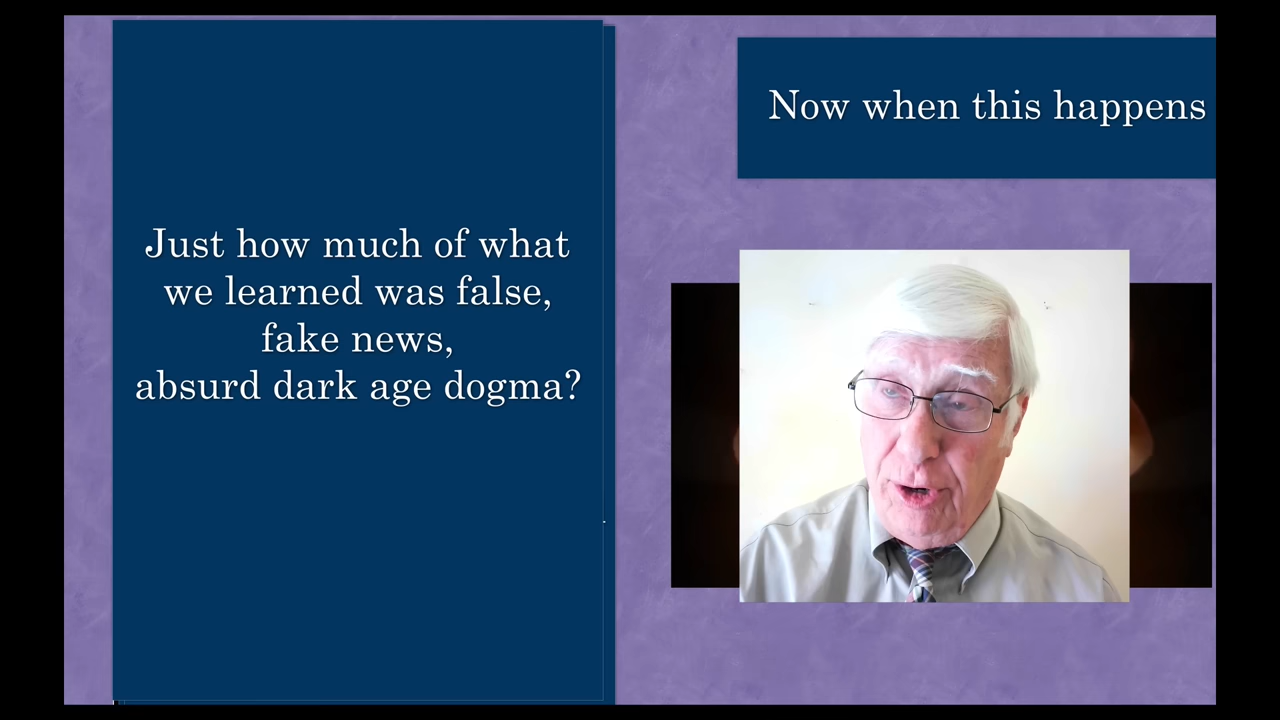 Just how much of what
we learned was false,
fake news,
absurd dark age dogma?
Now when this happens